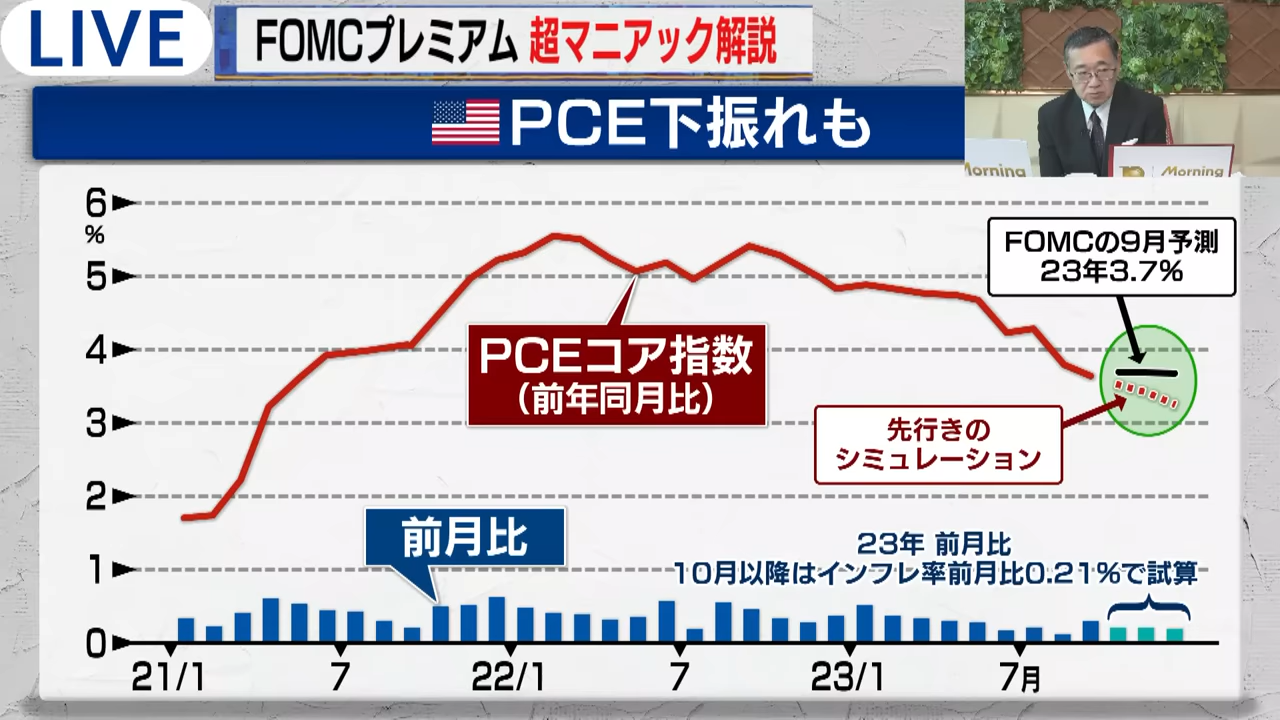 LIVE
FOMCプレミアム 超マニアック解説
PCE下振れも
Morning
Morning
6
%
5
4
3
2
1
0
FOMCの9月予測
23年3.7%
PCEコア指数
(前年同月比)
先行きの
シミュレーション
前月比
23年 前月比
10月以降はインフレ率前月比0.21%で試算
21/1
7
22/1
7
23/1
7月